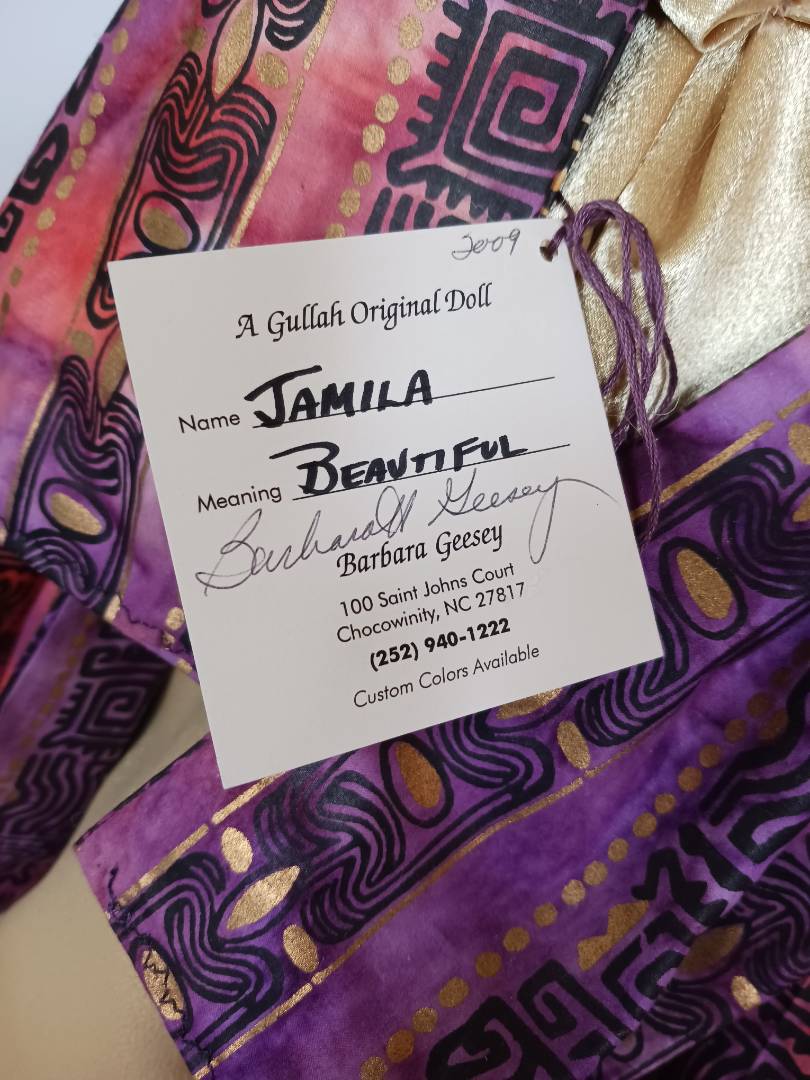 2009
A Gullah Original Doll
Name JAMILA
Meaning BEAUTIFUL
Barbara W Geesey
Barbara Geesey
100 Saint Johns Court
Chocowinity, NC 27817
(252) 940-1222
Custom Colors Available